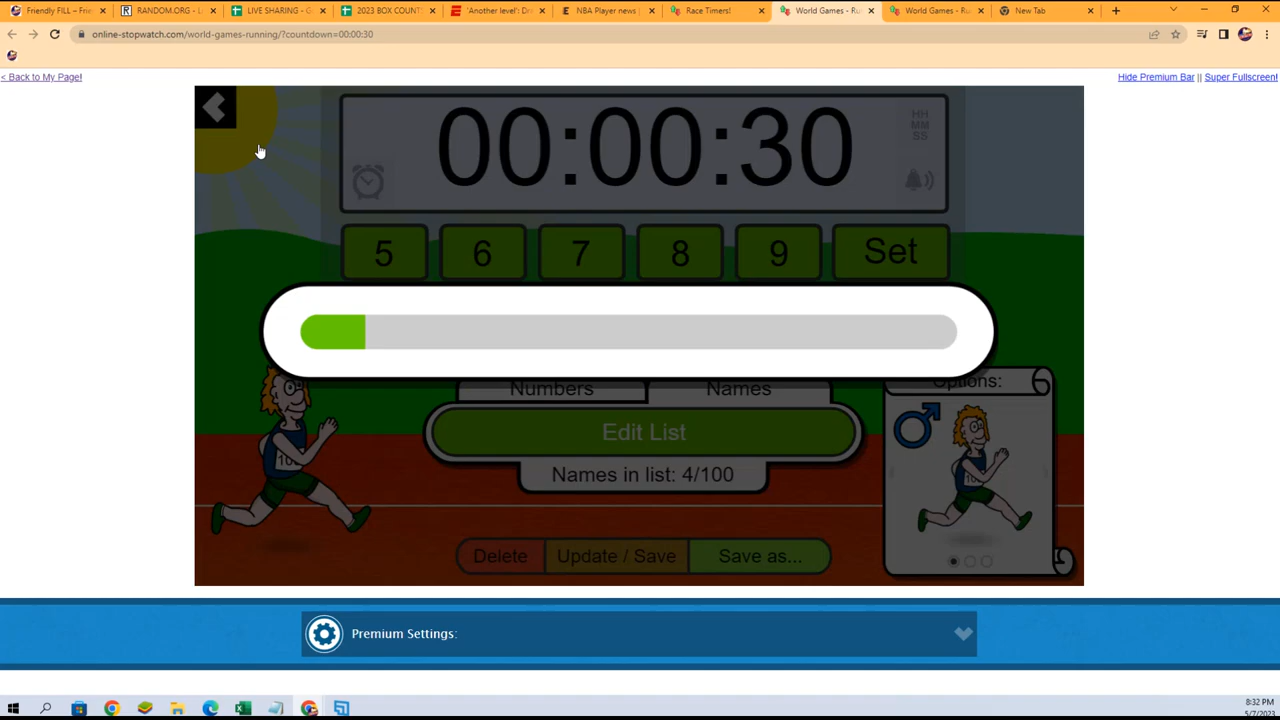 Friendly FILL – Frie
RANDOM.ORG - L
LIVE SHARING - G
2023 BOX COUNT
'Another level': Dr
NBA Player news
Race Timers!
World Games - Ru
World Games - Ru
New Tab
online-stopwatch.com/world-games-running/?countdown=00:00:30
< Back to My Page!
Hide Premium Bar || Super Fullscreen!
00:00:30
HH
MM
SS
5 6 7 8 9 Set
Numbers Names
Options:
Edit List
Names in list: 4/100
Delete Update / Save Save as...
Premium Settings:
8:32 PM
5/7/2023